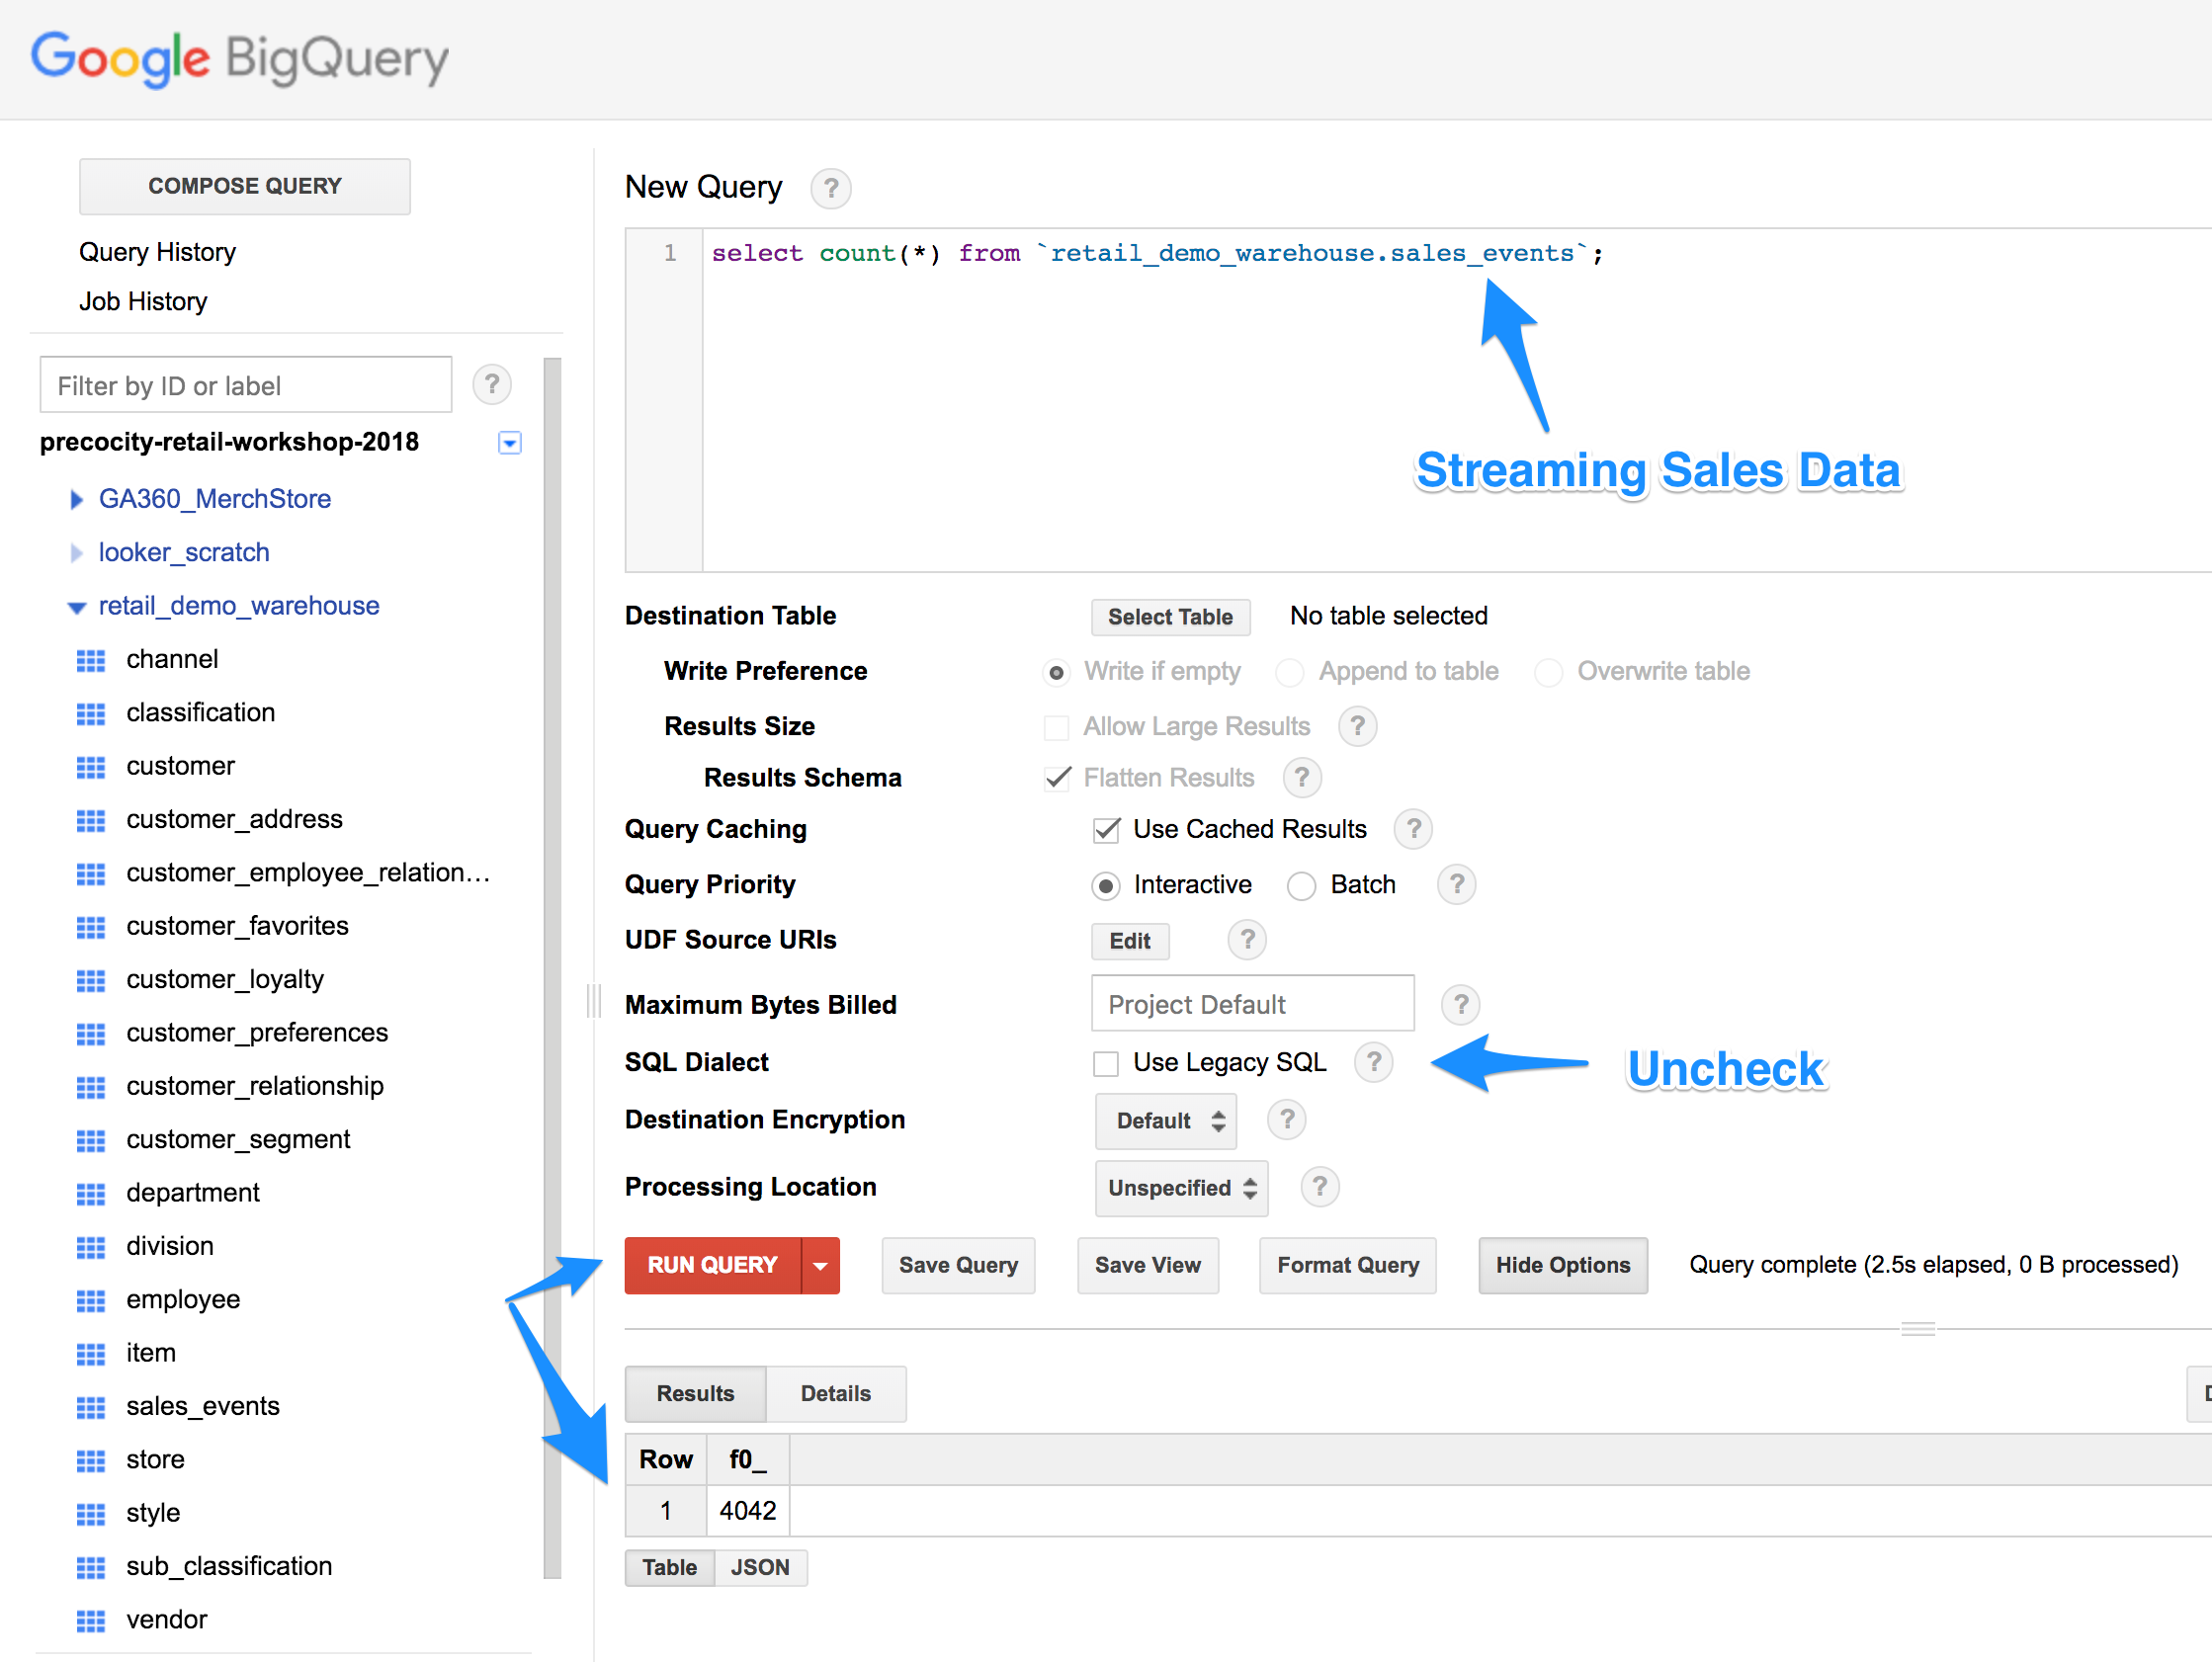 Google BigQuery
COMPOSE QUERY
Query History
Job History
Filter by ID or label
?
precocity-retail-workshop-2018
GA360_MerchStore
looker_scratch
retail_demo_warehouse
channel
classification
customer
customer_address
customer_employee_relation...
customer_favorites
customer_loyalty
customer_preferences
customer_relationship
customer_segment
department
division
employee
item
sales_events
store
style
sub_classification
vendor
New Query ?
1 select count(*) from `retail_demo_warehouse.sales_events`;
Streaming Sales Data
Destination Table Select Table No table selected
Write Preference Write if empty Append to table Overwrite table
Results Size Allow Large Results ?
Results Schema Flatten Results ?
Query Caching Use Cached Results ?
Query Priority Interactive Batch ?
UDF Source URIs Edit ?
Maximum Bytes Billed Project Default ?
SQL Dialect Use Legacy SQL ? Uncheck
Destination Encryption Default ?
Processing Location Unspecified ?
RUN QUERY Save Query Save View Format Query Hide Options Query complete (2.5s elapsed, 0 B processed)
Results Details
Row f0_
1 4042
Table JSON